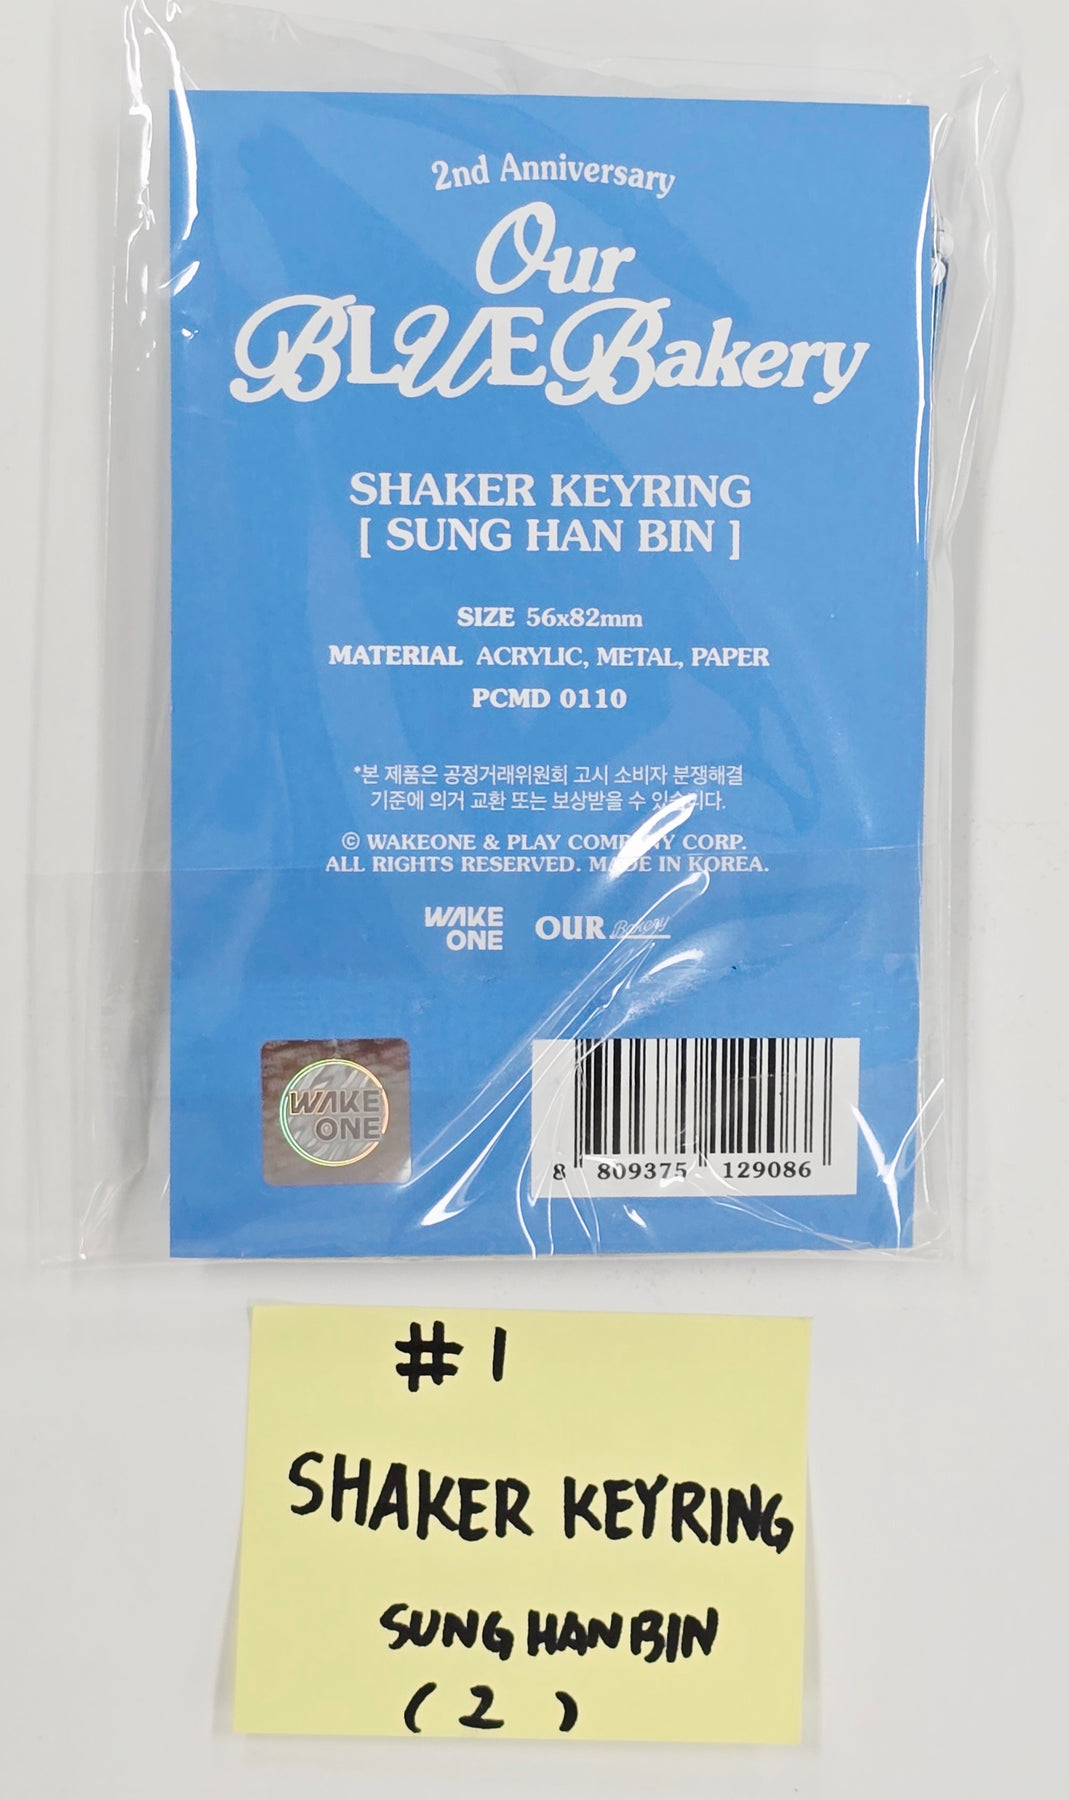 2nd Anniversary
Our
BLUE Bakery
SHAKER KEYRING
[ SUNG HAN BIN ]
SIZE 56x82mm
MATERIAL ACRYLIC, METAL, PAPER
PCMD 0110
*본 제품은 공정거래위원회 고시 소비자 분쟁해결
기준에 의거 교환 또는 보상받을 수 있습니다.
© WAKEONE & PLAY COMPANY CORP.
ALL RIGHTS RESERVED. MADE IN KOREA.
WAKE
ONE
OUR Bakery
WAKE
ONE
8 809375 129086
#1
SHAKER KEYRING
SUNG HAN BIN
(2)